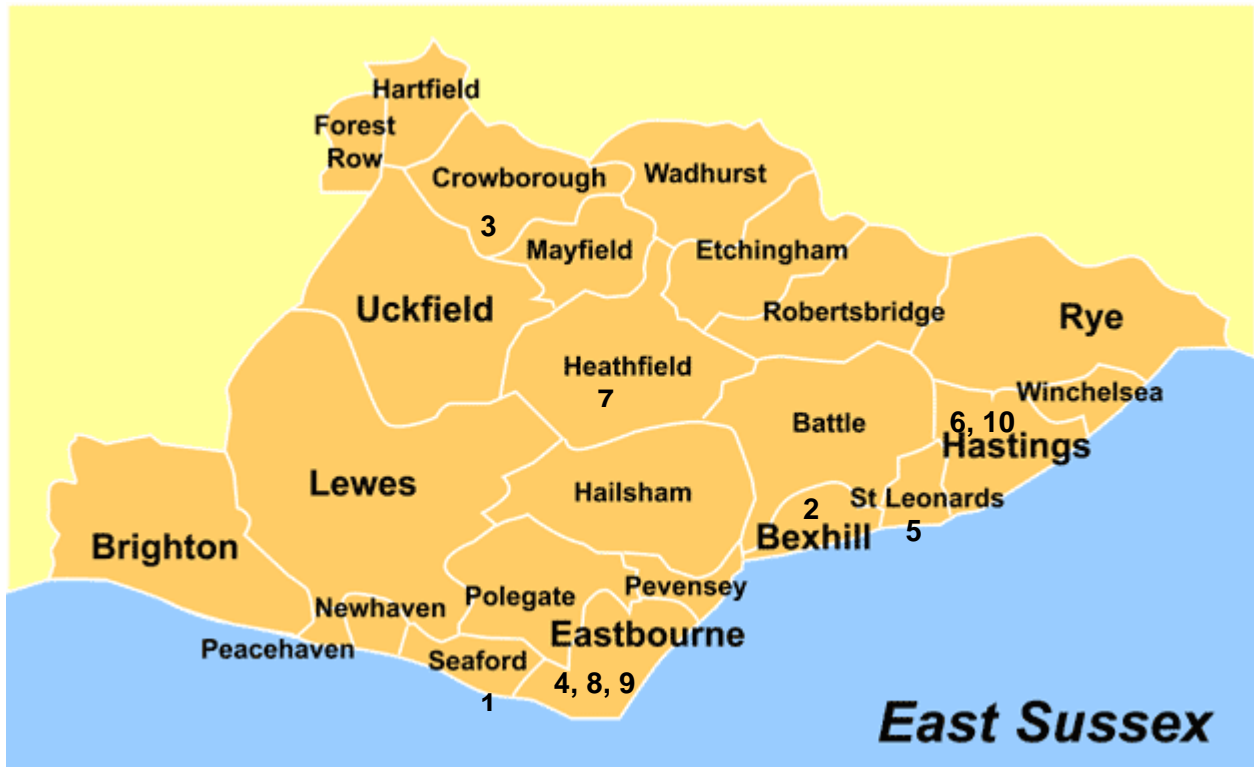 Hartfield
Forest
Row
Crowborough
Wadhurst
3
Mayfield
Etchingham
Uckfield
Robertsbridge
Rye
Heathfield
7
Winchelsea
Battle
6, 10
Hastings
Lewes
Hailsham
St Leonards
2
5
Bexhill
Brighton
Pevensey
Polegate
Newhaven
Eastbourne
Peacehaven
Seaford
4, 8, 9
1
East Sussex